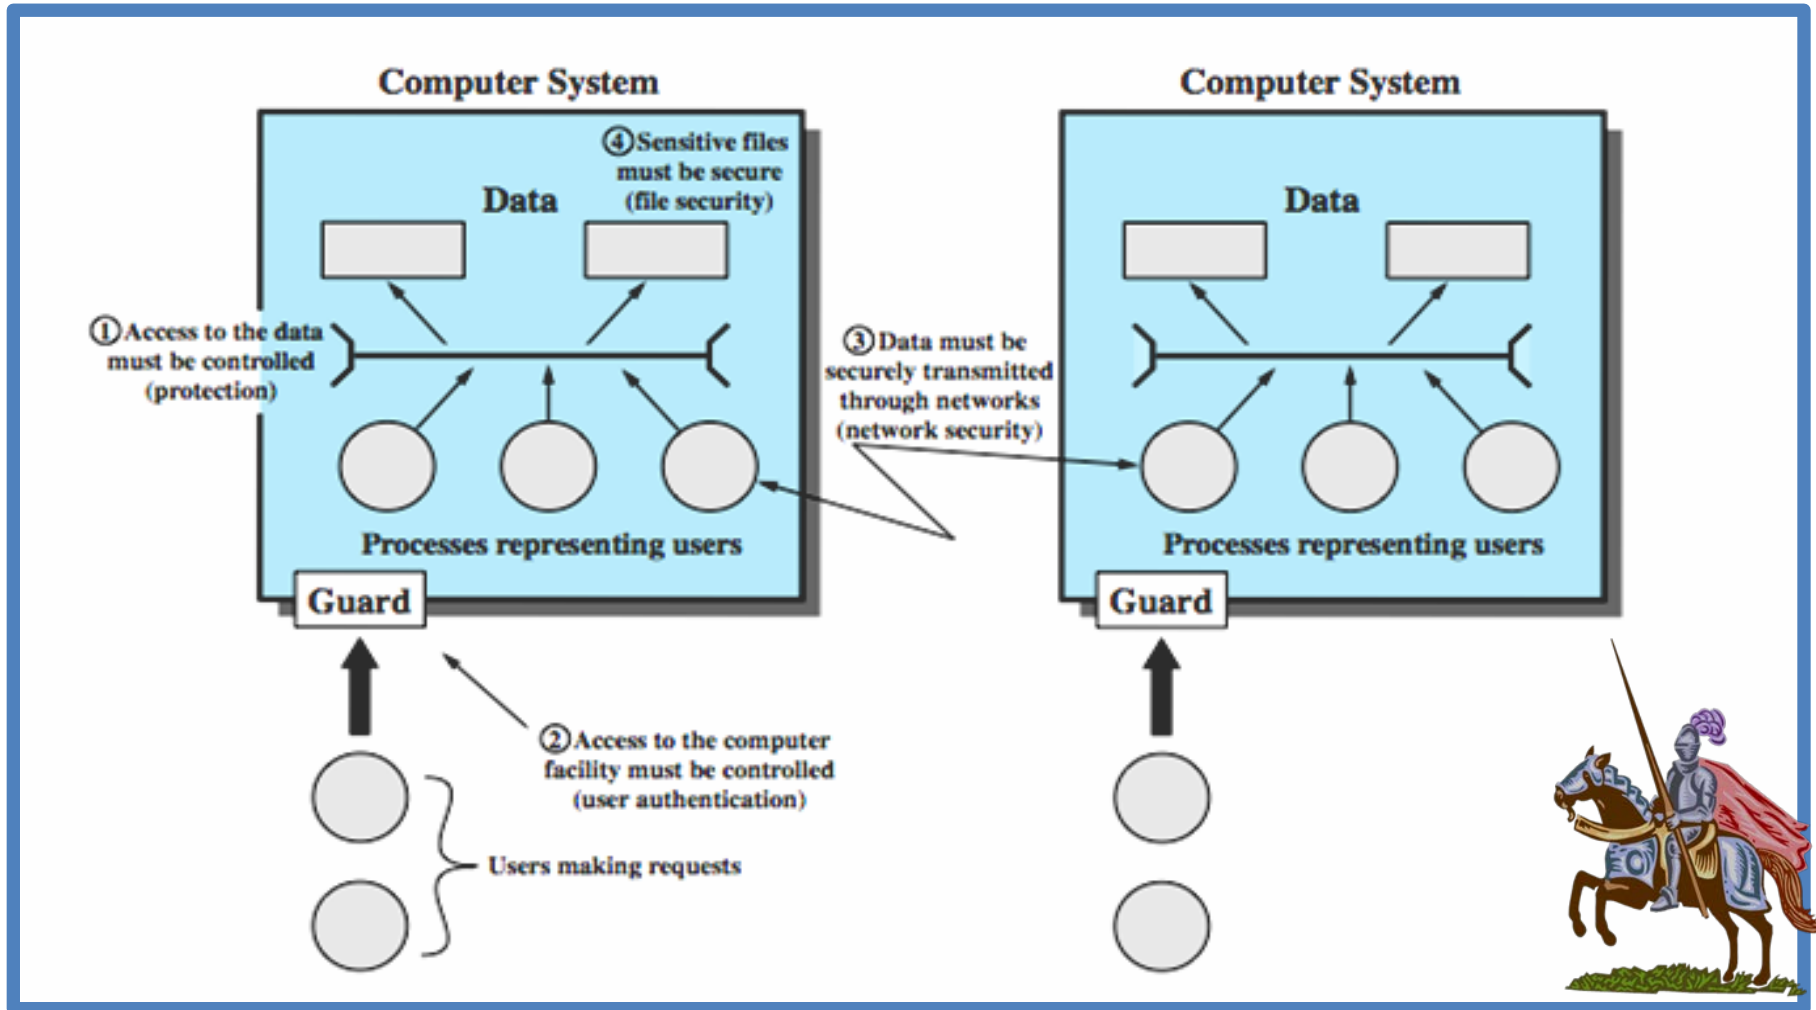 Computer System
④Sensitive files
must be secure
(file security)
Data
①Access to the data
must be controlled
(protection)
Processes representing users
Guard
②Access to the computer
facility must be controlled
(user authentication)
Users making requests
③Data must be
securely transmitted
through networks
(network security)
Computer System
Data
Processes representing users
Guard